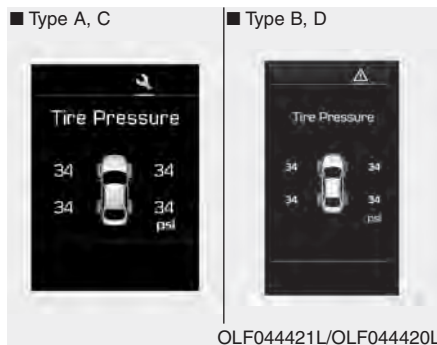 ■ Type A, C
Tire Pressure
34 34
34 34
psi
■ Type B, D
Tire Pressure
34 34
34 34
psi
OLF044421L/OLF044420L